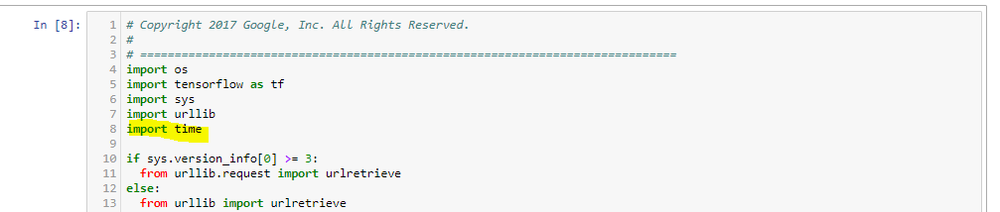 In [8]:
1 # Copyright 2017 Google, Inc. All Rights Reserved.
2 #
3 # ==============================================================================
4 import os
5 import tensorflow as tf
6 import sys
7 import urllib
8 import time
9
10 if sys.version_info[0] >= 3:
11   from urllib.request import urlretrieve
12 else:
13   from urllib import urlretrieve